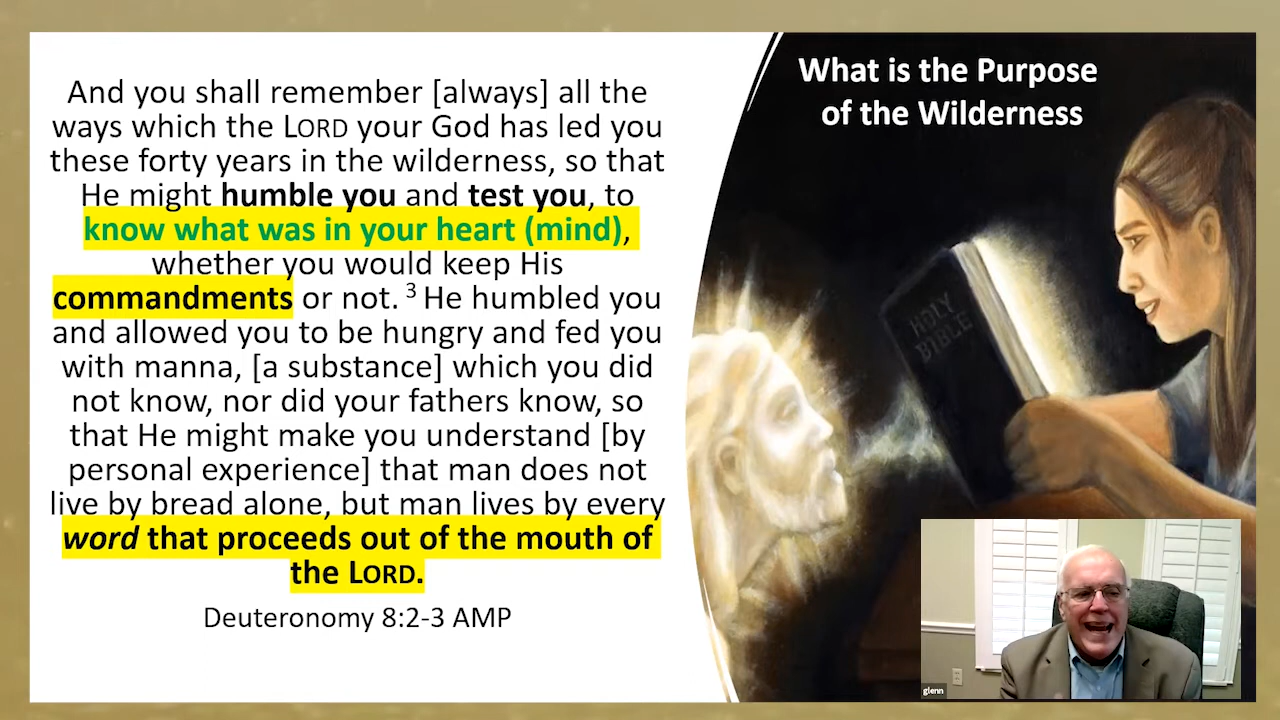 And you shall remember [always] all the
ways which the LORD your God has led you
these forty years in the wilderness, so that
He might humble you and test you, to
know what was in your heart (mind),
whether you would keep His
commandments or not. ³ He humbled you
and allowed you to be hungry and fed you
with manna, [a substance] which you did
not know, nor did your fathers know, so
that He might make you understand [by
personal experience] that man does not
live by bread alone, but man lives by every
word that proceeds out of the mouth of
the LORD.
Deuteronomy 8:2-3 AMP
What is the Purpose
of the Wilderness
HOLY
BIBLE
glenn